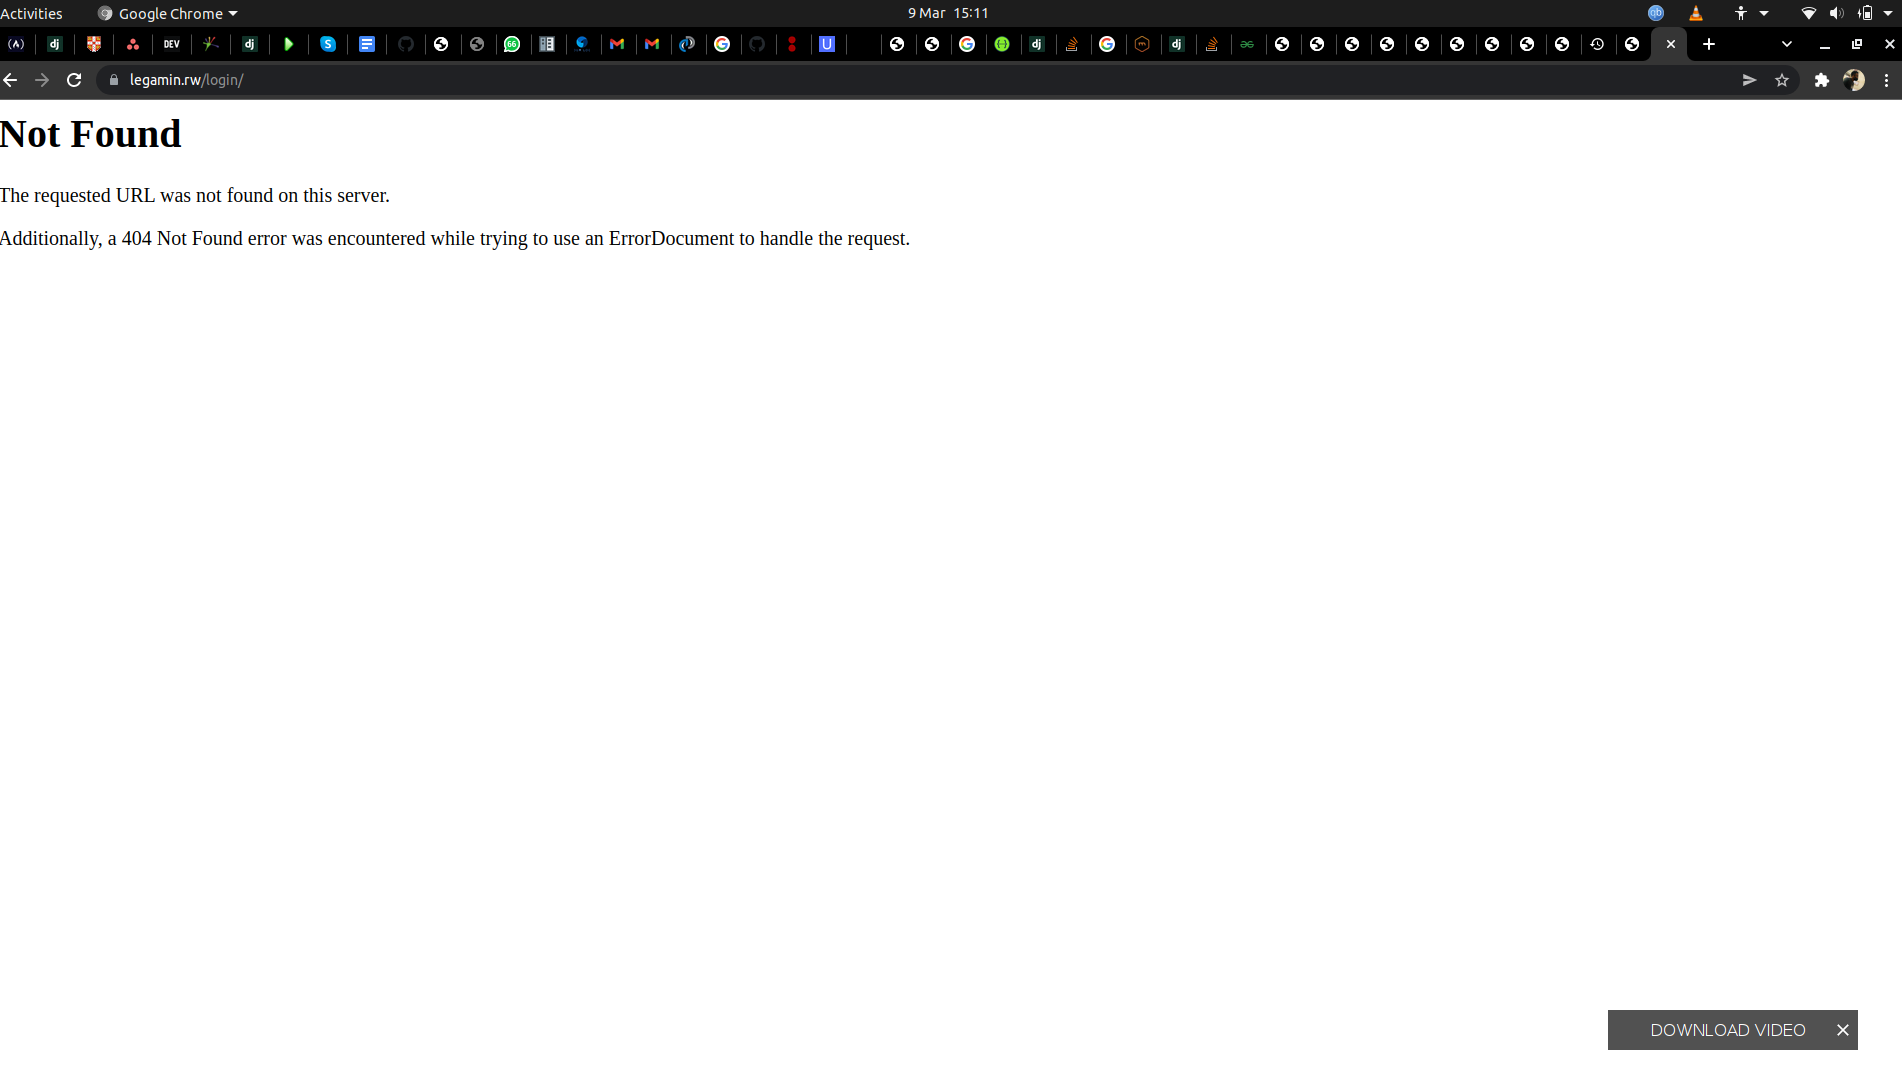 Activities Google Chrome 9 Mar 15:11 qb
dj DEV dj S 66 U dj dj
legamin.rw/login/
Not Found
The requested URL was not found on this server.
Additionally, a 404 Not Found error was encountered while trying to use an ErrorDocument to handle the request.
DOWNLOAD VIDEO